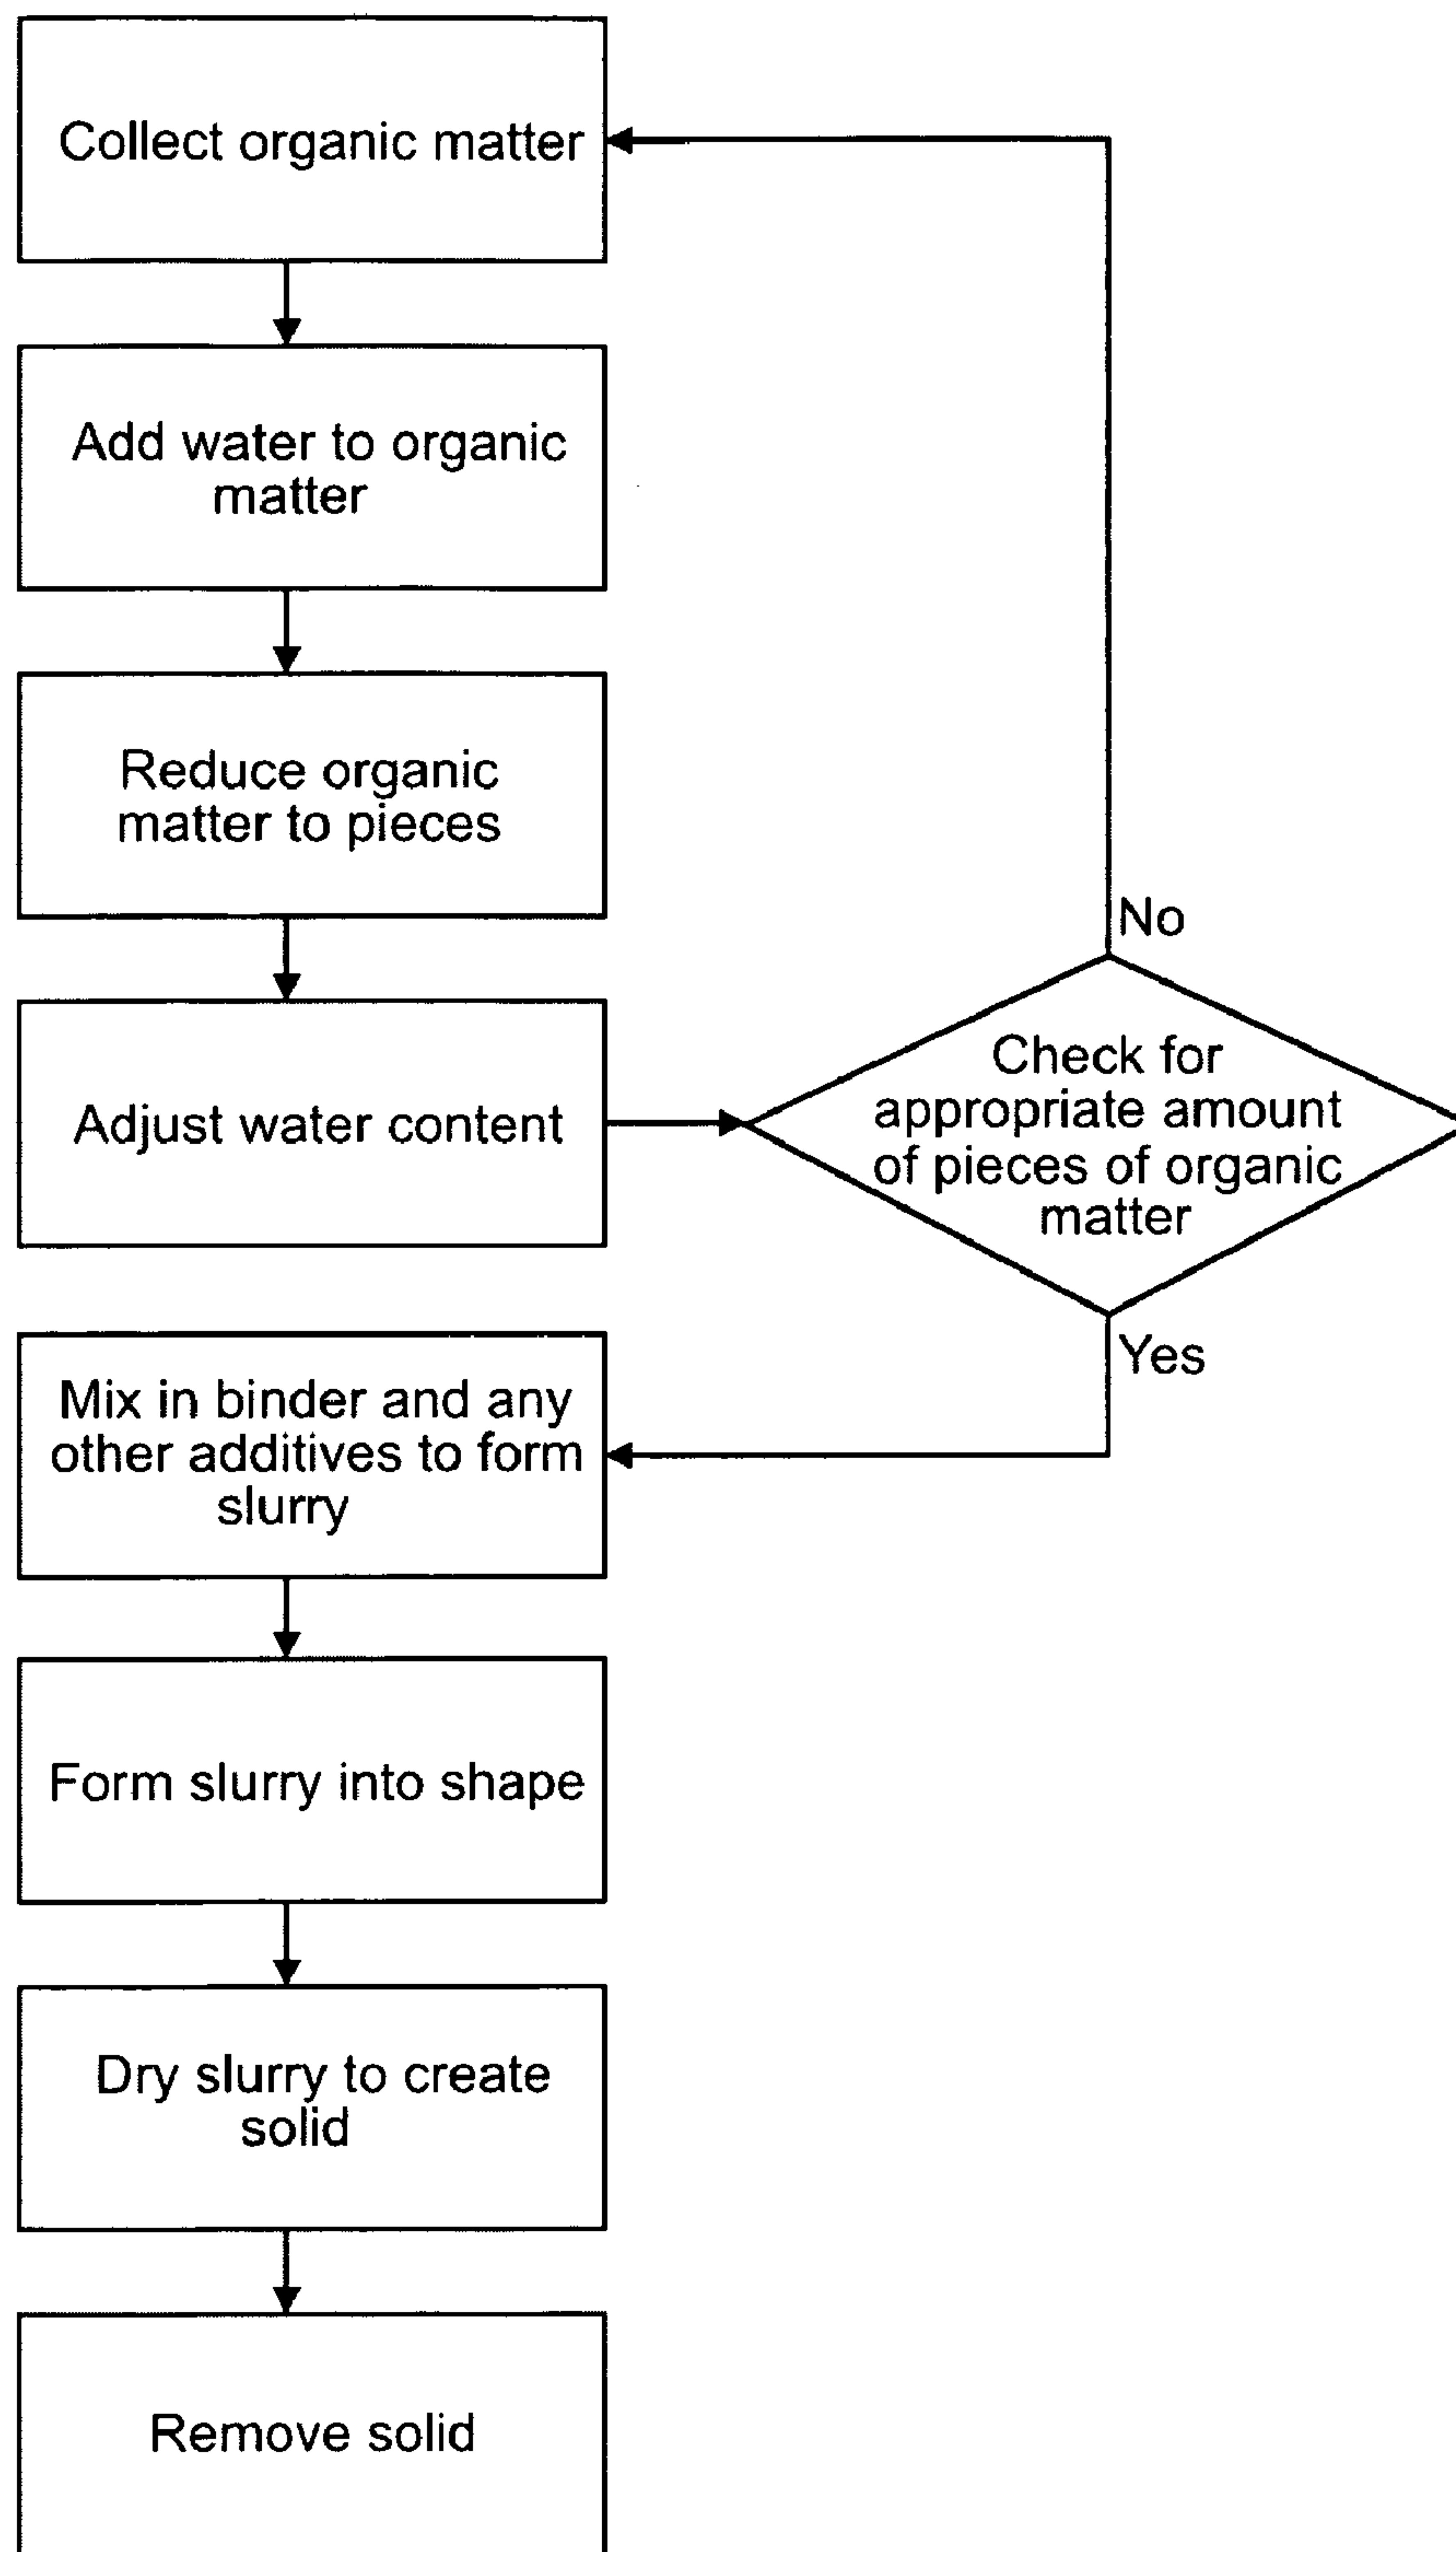 Collect organic matter
Add water to organic
matter
Reduce organic
matter to pieces
Adjust water content
No
Check for
appropriate amount
of pieces of organic
matter
Yes
Mix in binder and any
other additives to form
slurry
Form slurry into shape
Dry slurry to create
solid
Remove solid